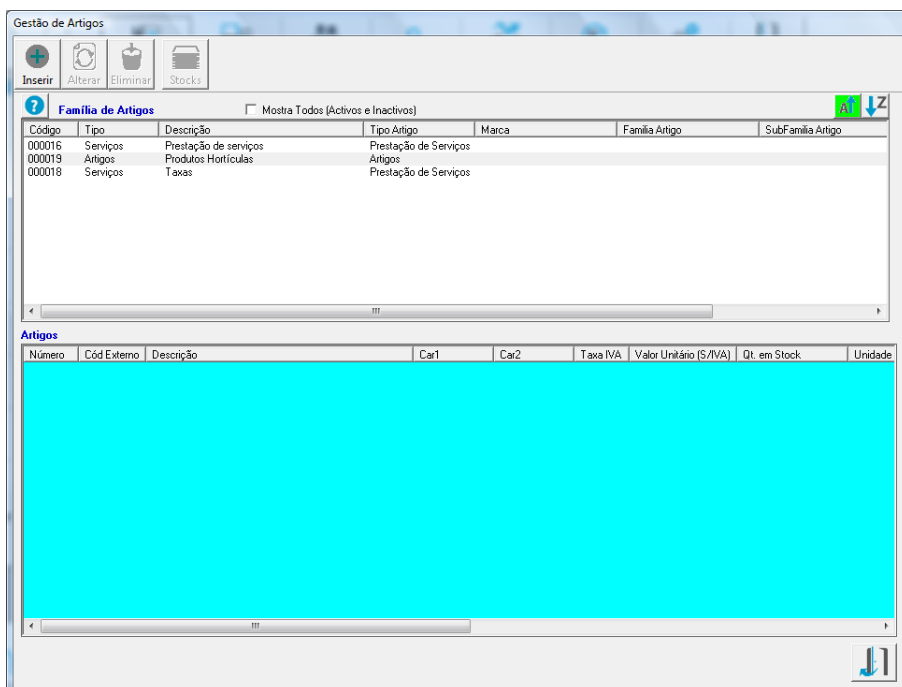 Gestão de Artigos
Inserir Alterar Eliminar Stocks
? Família de Artigos Mostra Todos (Activos e Inactivos) A Z
Código Tipo Descrição Tipo Artigo Marca Familia Artigo SubFamilia Artigo
000016 Serviços Prestação de serviços Prestação de Serviços
000019 Artigos Produtos Hortículas Artigos
000018 Serviços Taxas Prestação de Serviços
Artigos
Número Cód Externo Descrição Car1 Car2 Taxa IVA Valor Unitário (S/IVA) Qt. em Stock Unidade